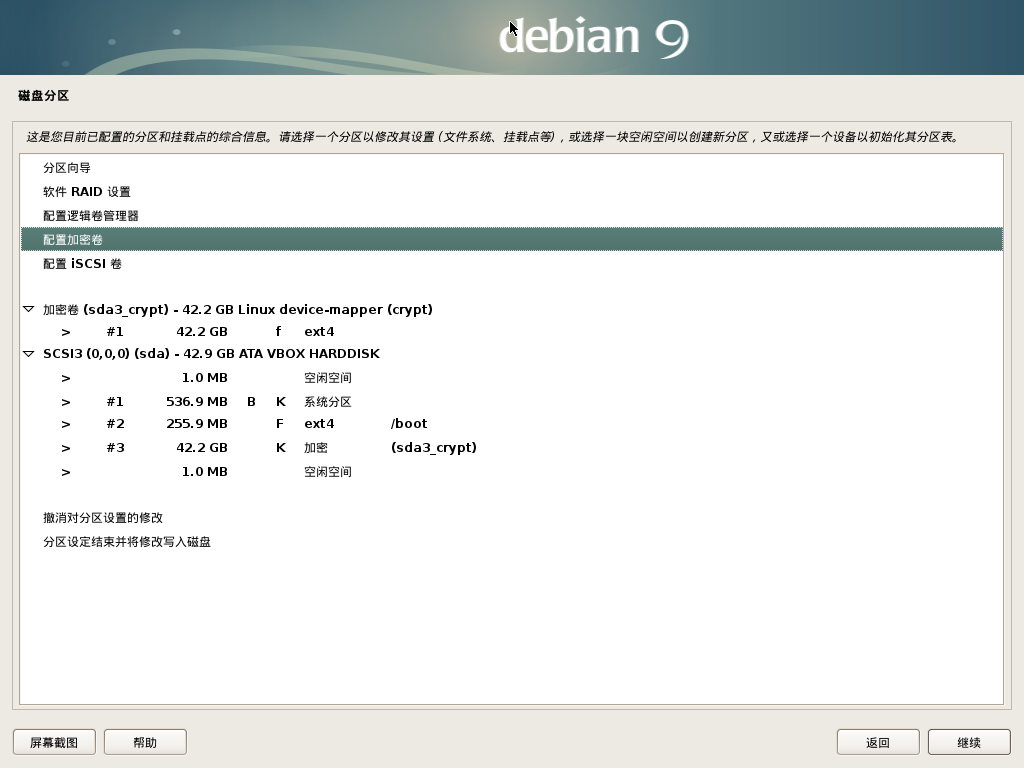 debian 9
磁盘分区
这是您目前已配置的分区和挂载点的综合信息。请选择一个分区以修改其设置 (文件系统、挂载点等) , 或选择一块空闲空间以创建新分区 , 又或选择一个设备以初始化其分区表。
分区向导
软件 RAID 设置
配置逻辑卷管理器
配置加密卷
配置 iSCSI 卷
加密卷 (sda3_crypt) - 42.2 GB Linux device-mapper (crypt)
> #1 42.2 GB f ext4
SCSI3 (0,0,0) (sda) - 42.9 GB ATA VBOX HARDDISK
> 1.0 MB 空闲空间
> #1 536.9 MB B K 系统分区
> #2 255.9 MB F ext4 /boot
> #3 42.2 GB K 加密 (sda3_crypt)
> 1.0 MB 空闲空间
撤消对分区设置的修改
分区设定结束并将修改写入磁盘
屏幕截图 帮助 返回 继续